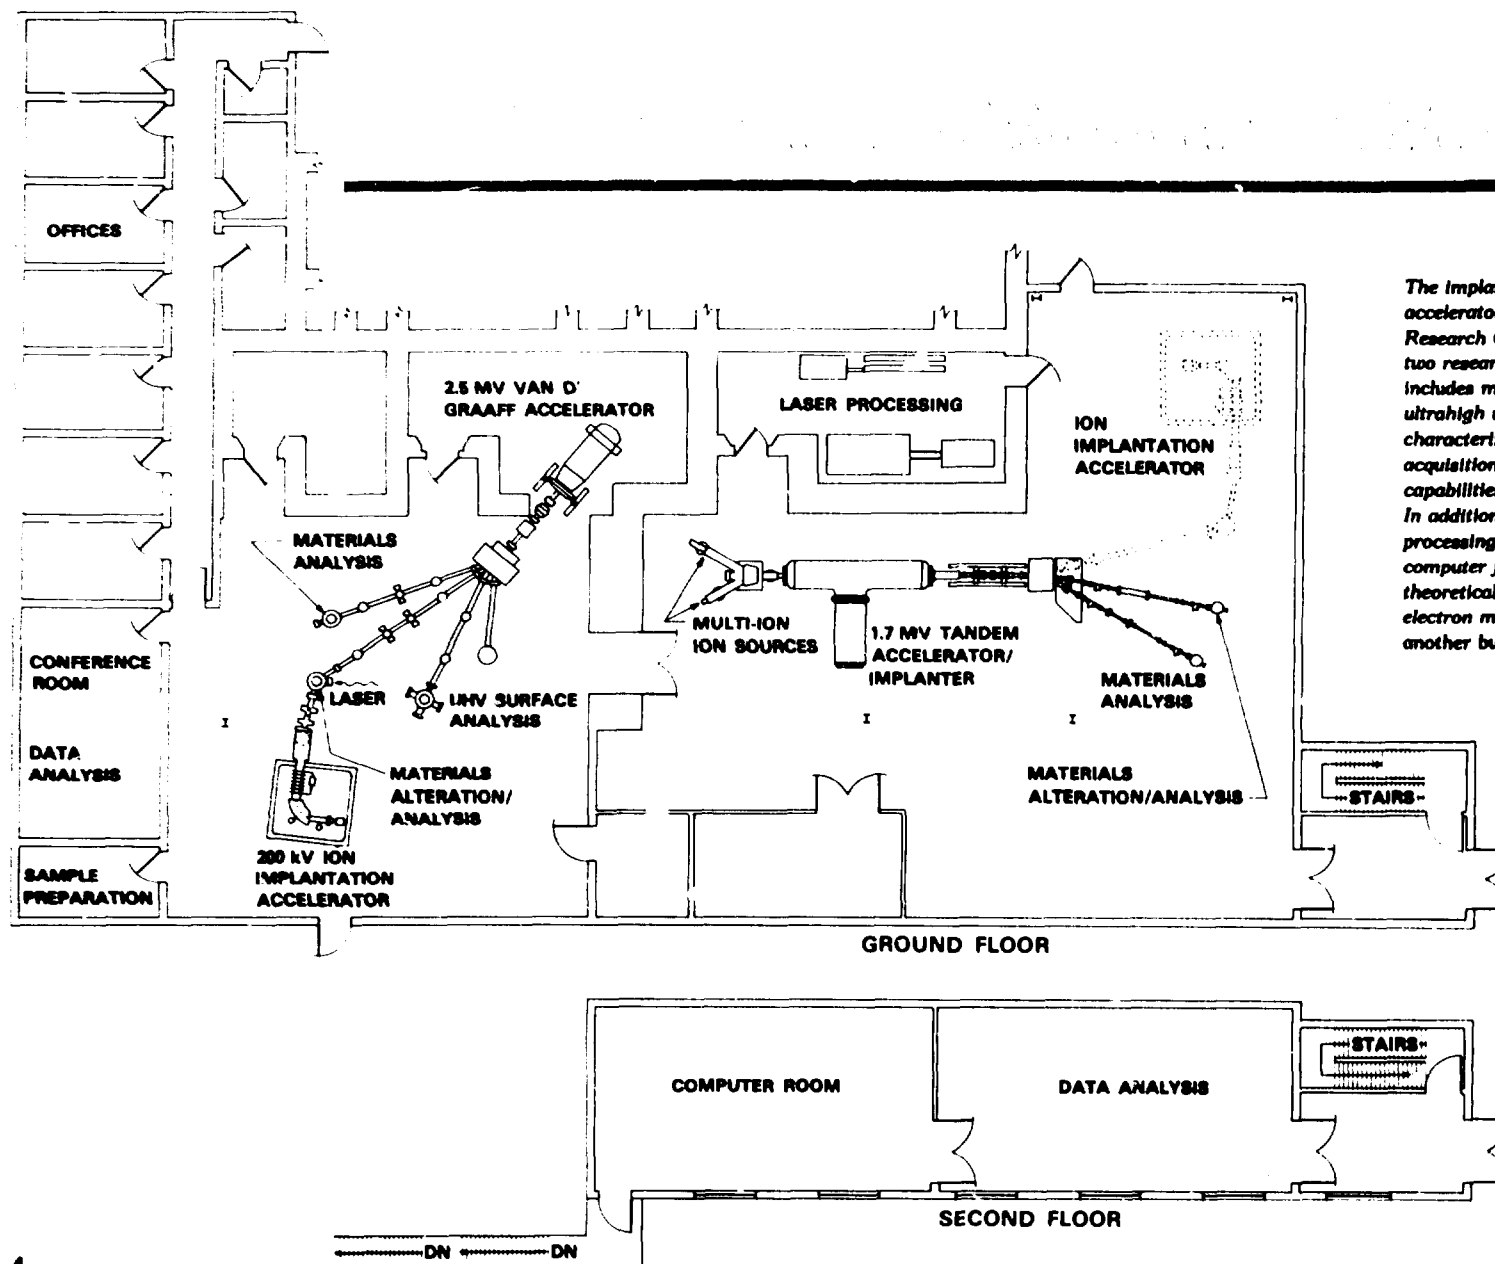 OFFICES
2.5 MV VAN D'
GRAAFF ACCELERATOR
LASER PROCESSING
ION
IMPLANTATION
ACCELERATOR
The
accelerato
Research
two resear
includes m
ultrahigh
characteri
acquisition
capabilities
In addition
processing
computer
theoretical
electron m
another bu
MATERIALS
ANALYSIS
MULTI-ION
ION SOURCES
1.7 MV TANDEM
ACCELERATOR/
IMPLANTER
MATERIALS
ANALYSIS
CONFERENCE
ROOM
LASER
UHV SURFACE
ANALYSIS
DATA
ANALYSIS
MATERIALS
ALTERATION/
ANALYSIS
MATERIALS
ALTERATION/ANALYSIS
STAIRS
200 kV ION
IMPLANTATION
ACCELERATOR
SAMPLE
PREPARATION
GROUND FLOOR
COMPUTER ROOM
DATA ANALYSIS
STAIRS
SECOND FLOOR
DN
DN